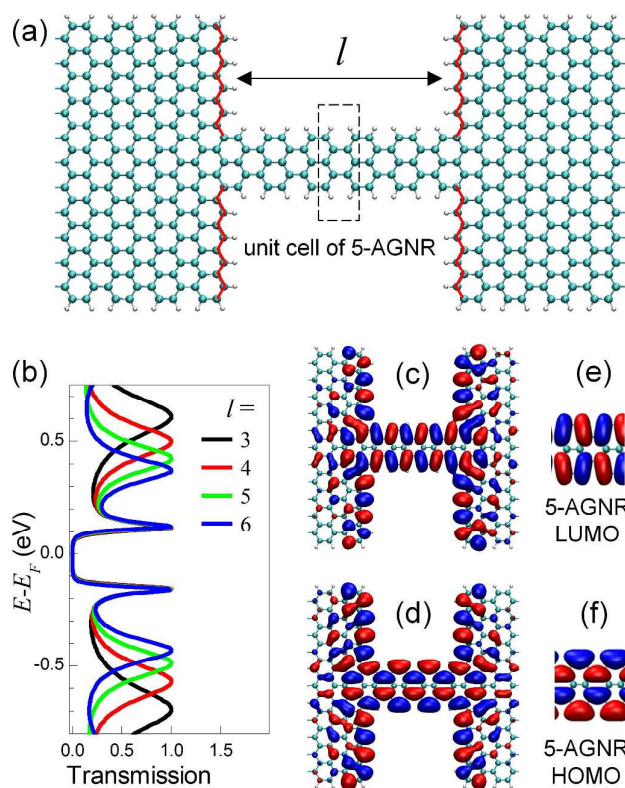 (a)
l
unit cell of 5-AGNR
(b)
l =
3
4
5
6
0.5
0.0
-0.5
E-E_F (eV)
0.0 0.5 1.0 1.5
Transmission
(c)
(d)
(e)
5-AGNR
LUMO
(f)
5-AGNR
HOMO